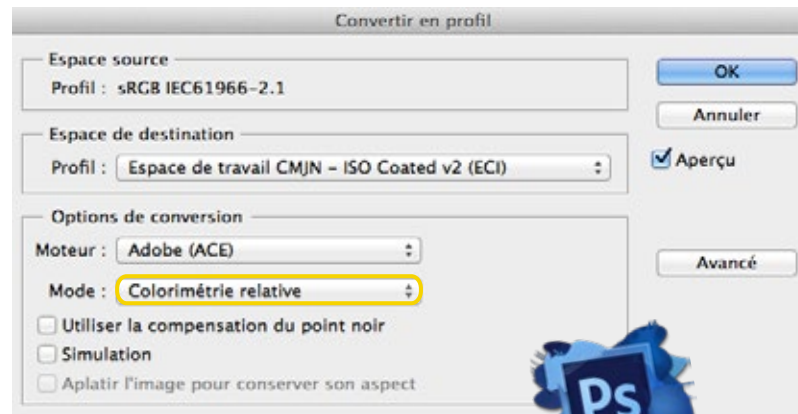 Convertir en profil
Espace source
Profil : sRGB IEC61966-2.1
OK
Annuler
Espace de destination
Profil : Espace de travail CMJN - ISO Coated v2 (ECI)
Aperçu
Options de conversion
Moteur : Adobe (ACE)
Avancé
Mode : Colorimétrie relative
Utiliser la compensation du point noir
Simulation
Aplatir l'image pour conserver son aspect
Ps